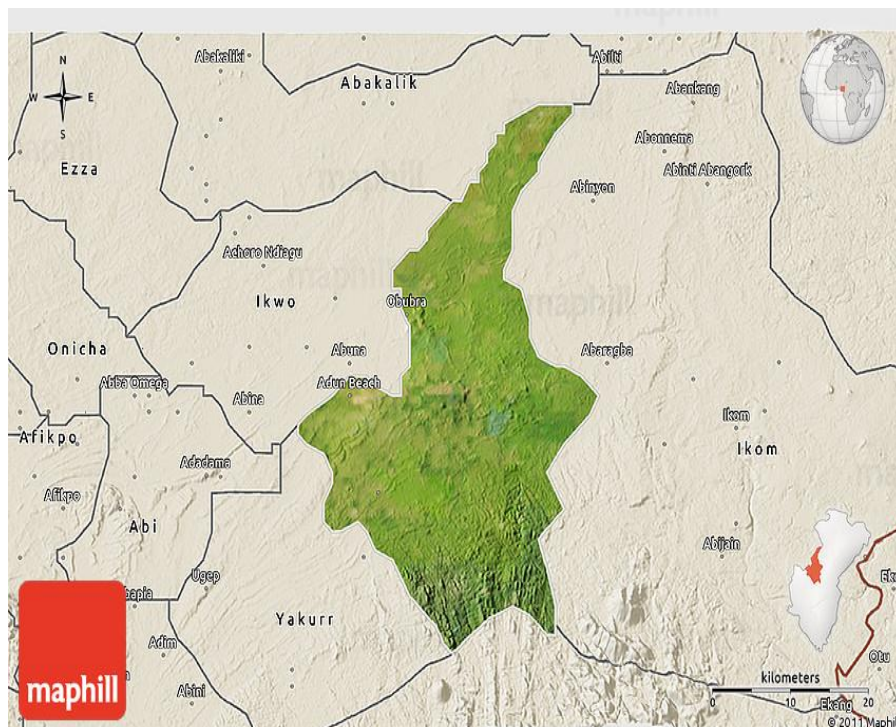 Abakaliki
Abilti
N
Abakalik
Abankang
W E
S
Abonnema
Ezza
Abinti Abangork
Abinyon
Achoro Ndiagu
Ikwo
Obubra
Onicha
Abuna
Abaragba
Abba Omega
Adun Beach
Abina
Ikom
Afikpo
Ikom
Adadama
Afikpo
Abi
Abijain
Ugep
Yakurr
Adim
Otu
maphill
Abini
kilometers
0 10 20
Ekang
© 2011 Maphill